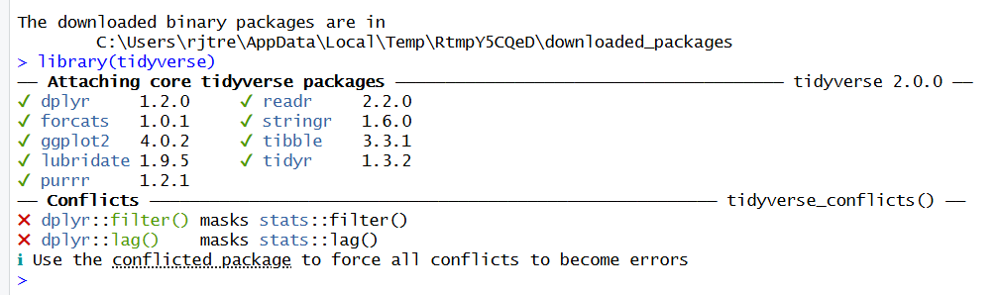 The downloaded binary packages are in
        C:\Users\rjtre\AppData\Local\Temp\RtmpY5CQeD\downloaded_packages
> library(tidyverse)
── Attaching core tidyverse packages ──────────────────────────────────────── tidyverse 2.0.0 ──
✔ dplyr     1.2.0     ✔ readr     2.2.0
✔ forcats   1.0.1     ✔ stringr   1.6.0
✔ ggplot2   4.0.2     ✔ tibble    3.3.1
✔ lubridate 1.9.5     ✔ tidyr     1.3.2
✔ purrr     1.2.1
── Conflicts ────────────────────────────────────────────────────────── tidyverse_conflicts() ──
✖ dplyr::filter() masks stats::filter()
✖ dplyr::lag()    masks stats::lag()
ℹ Use the conflicted package to force all conflicts to become errors
>